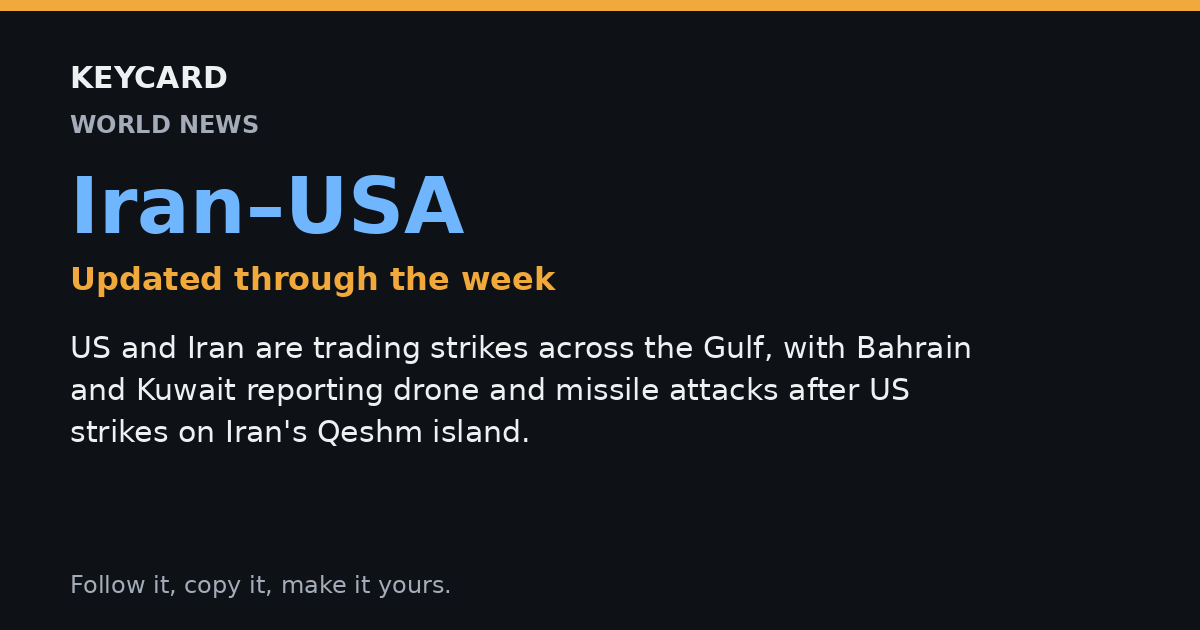 KEYCARD
WORLD NEWS
Iran–USA
Updated through the week
US and Iran are trading strikes across the Gulf, with Bahrain
and Kuwait reporting drone and missile attacks after US
strikes on Iran's Qeshm island.
Follow it, copy it, make it yours.